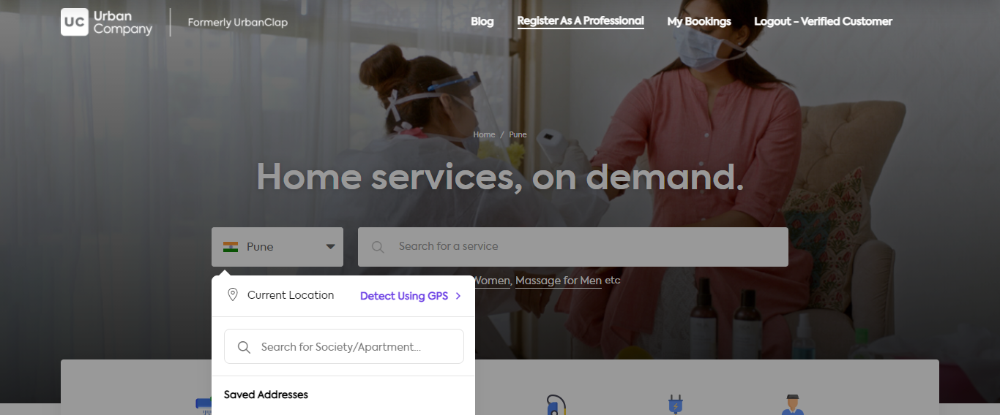 UC Urban Company
Formerly UrbanClap
Blog
Register As A Professional
My Bookings
Logout - Verified Customer
Home / Pune
Home services, on demand.
Pune
Search for a service
Women, Massage for Men etc
Current Location
Detect Using GPS
Search for Society/Apartment...
Saved Addresses